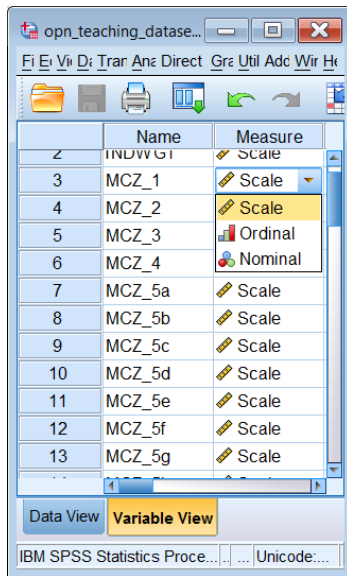 opn_teaching_datase...
Fi Ei Vi Di Tran Ana Direct Gra Util Add Wir He
Name Measure
2 INDWGT Scale
3 MCZ_1 Scale
4 MCZ_2 Scale
5 MCZ_3 Ordinal
6 MCZ_4 Nominal
7 MCZ_5a Scale
8 MCZ_5b Scale
9 MCZ_5c Scale
10 MCZ_5d Scale
11 MCZ_5e Scale
12 MCZ_5f Scale
13 MCZ_5g Scale
Data View Variable View
IBM SPSS Statistics Proce... ... Unicode:...